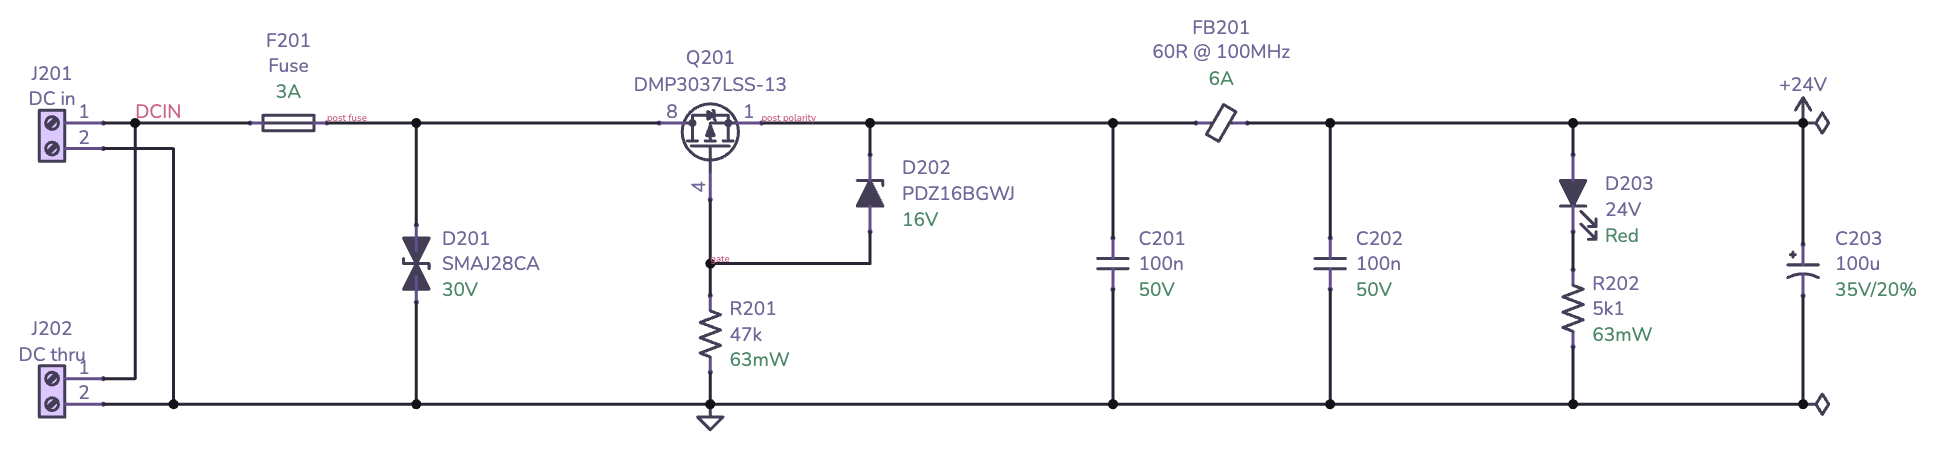 J201
DC in
1
2
DCIN
F201
Fuse
3A
post fuse
D201
SMAJ28CA
30V
Q201
DMP3037LSS-13
8
1
4
post polarity
gate
D202
PDZ16BGWJ
16V
R201
47k
63mW
C201
100n
50V
FB201
60R @ 100MHz
6A
C202
100n
50V
D203
24V
Red
R202
5k1
63mW
+24V
+
C203
100u
35V/20%
J202
DC thru
1
2